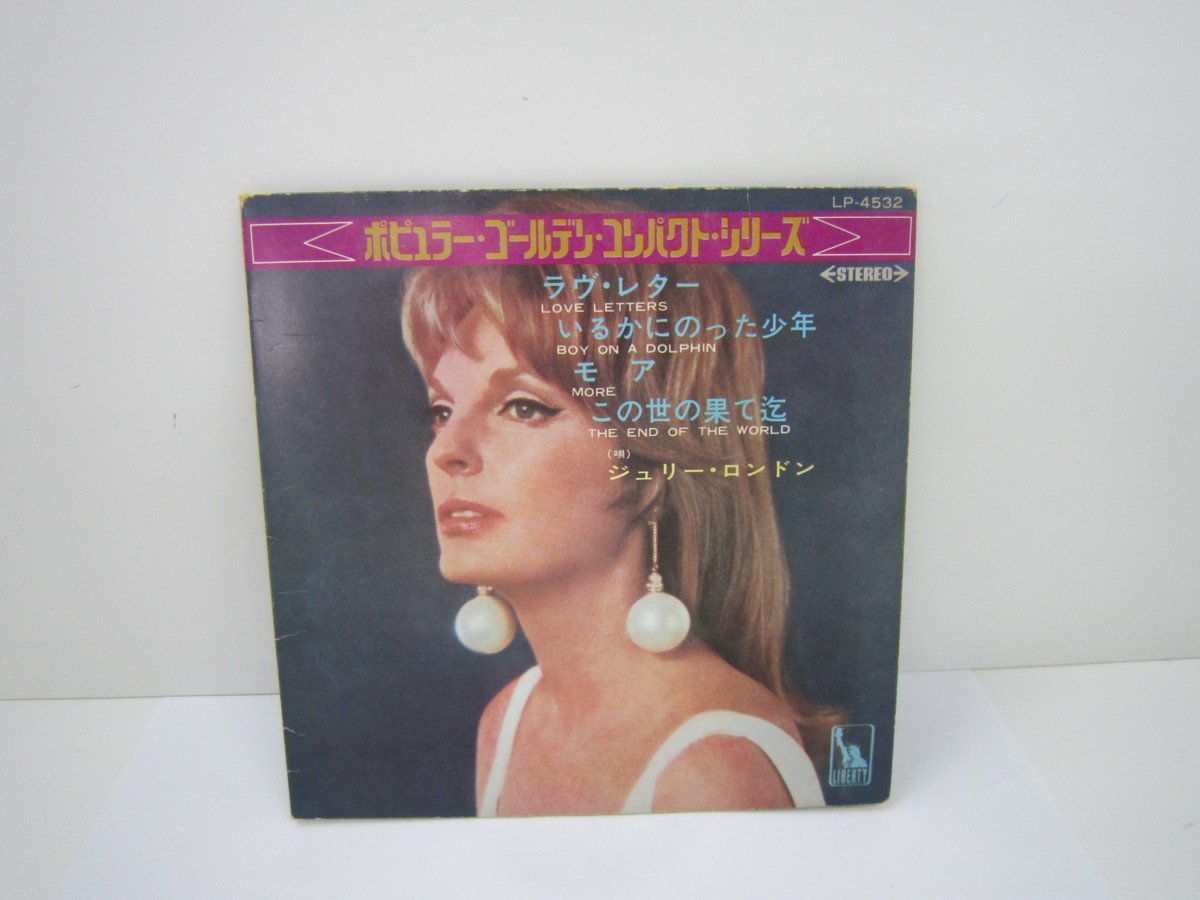 LP-4532
ポピュラー・ゴールデン・コンパクト・シリーズ
STEREO
ラヴ・レター
LOVE LETTERS
いるかにのった少年
BOY ON A DOLPHIN
モア
MORE
この世の果て迄
THE END OF THE WORLD
(唄)
ジュリー・ロンドン
LIBERTY